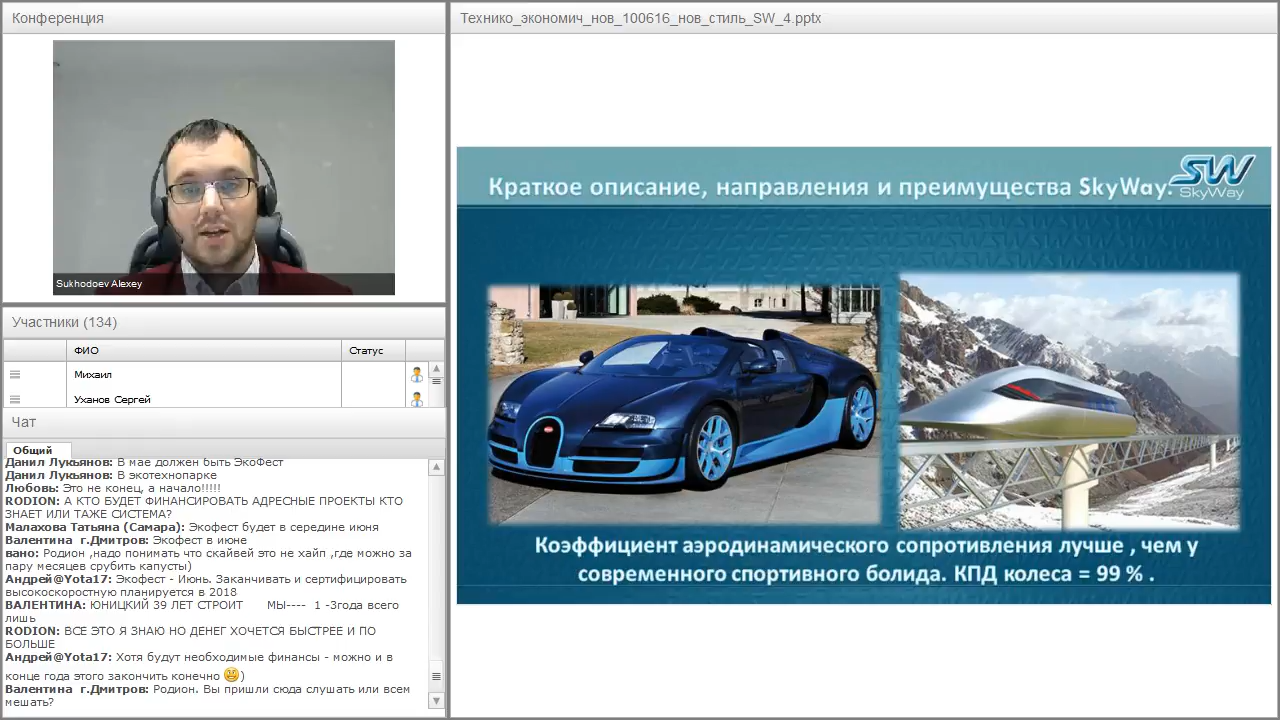 Конференция
Sukhodoev Alexey
Участники (134)
ФИО
Статус
Михаил
Уханов Сергей
Чат
Общий
Данил Лукьянов: В мае должен быть ЭкоФест
Данил Лукьянов: В экотехнопарке
Любовь: Это не конец, а начало!!!!!
RODION: А КТО БУДЕТ ФИНАНСИРОВАТЬ АДРЕСНЫЕ ПРОЕКТЫ КТО
ЗНАЕТ ИЛИ ТАЖЕ СИСТЕМА?
Малахова Татьяна (Самара): Экофест будет в середине июня
Валентина г.Дмитров: Экофест в июне
вано: Родион ,надо понимать что скайвей это не хайп ,где можно за
пару месяцев срубить капусты)
Андрей@Yota17: Экофест - Июнь. Заканчивать и сертифицировать
высокоскоростную планируется в 2018
ВАЛЕНТИНА: ЮНИЦКИЙ 39 ЛЕТ СТРОИТ МЫ---- 1 -3года всего
лишь
RODION: ВСЕ ЭТО Я ЗНАЮ НО ДЕНЕГ ХОЧЕТСЯ БЫСТРЕЕ И ПО
БОЛЬШЕ
Андрей@Yota17: Хотя будут необходимые финансы - можно и в
конце года этого закончить конечно )
Валентина г.Дмитров: Родион. Вы пришли сюда слушать или всем
мешать?
Технико_экономич_нов_100616_нов_стиль_SW_4.pptx
Краткое описание, направления и преимущества SkyWay.
SW
SkyWay
Коэффициент аэродинамического сопротивления лучше , чем у
современного спортивного болида. КПД колеса = 99 % .